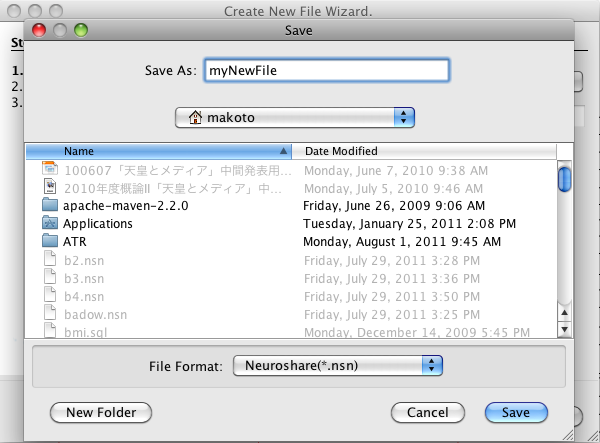 Create New File Wizard.
Save
St
1.
2.
3.
Save As: myNewFile
makoto
Name Date Modified
100607「天皇とメディア」中間発表用... Monday, June 7, 2010 9:38 AM
2010年度概論II「天皇とメディア」中... Monday, July 5, 2010 9:46 AM
apache-maven-2.2.0 Friday, June 26, 2009 9:06 AM
Applications Tuesday, January 25, 2011 2:08 PM
ATR Monday, August 1, 2011 9:45 AM
b2.nsn Friday, July 29, 2011 3:28 PM
b3.nsn Friday, July 29, 2011 3:36 PM
b4.nsn Friday, July 29, 2011 3:50 PM
badow.nsn Friday, July 29, 2011 3:25 PM
bmi.sql Monday, December 14, 2009 5:45 PM
File Format: Neuroshare(*.nsn)
New Folder Cancel Save